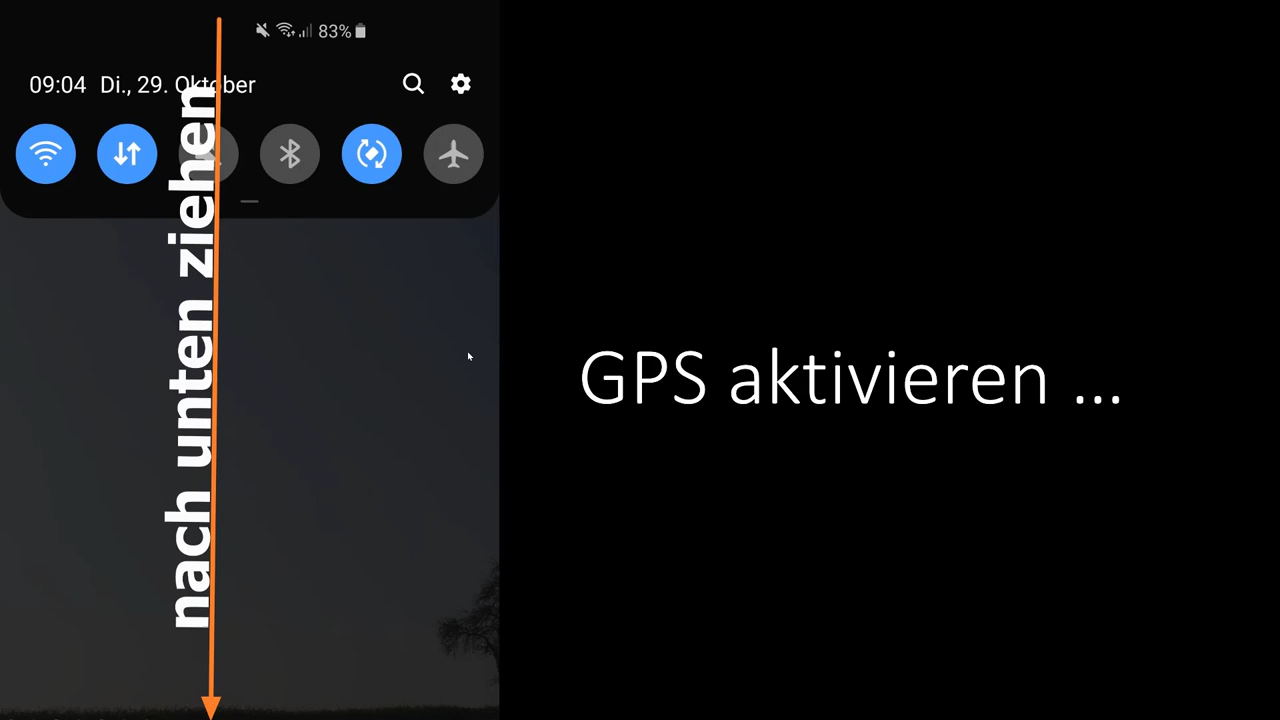 83%
09:04 Di., 29. Oktober
nach unten ziehen
GPS aktivieren ...